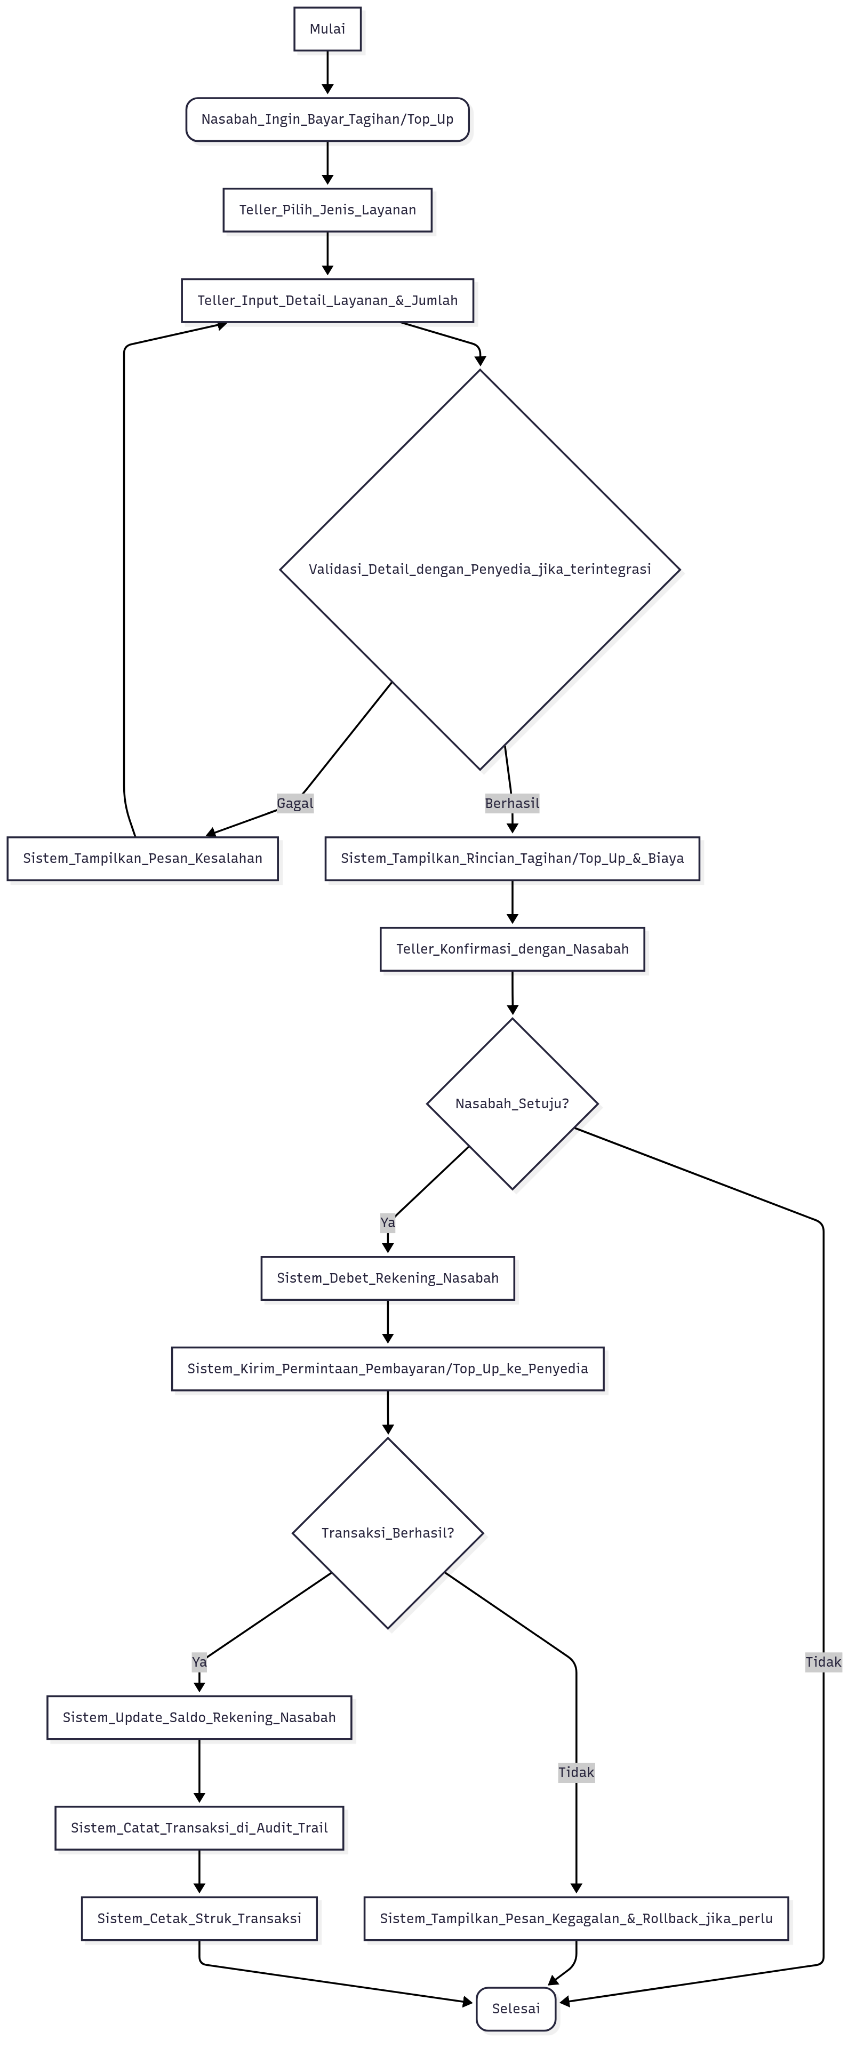 Mulai
Nasabah_Ingin_Bayar_Tagihan/Top_Up
Teller_Pilih_Jenis_Layanan
Teller_Input_Detail_Layanan_&_Jumlah
Validasi_Detail_dengan_Penyedia_jika_terintegrasi
Gagal
Berhasil
Sistem_Tampilkan_Pesan_Kesalahan
Sistem_Tampilkan_Rincian_Tagihan/Top_Up_&_Biaya
Teller_Konfirmasi_dengan_Nasabah
Nasabah_Setuju?
Ya
Sistem_Debet_Rekening_Nasabah
Sistem_Kirim_Permintaan_Pembayaran/Top_Up_ke_Penyedia
Transaksi_Berhasil?
Ya
Tidak
Sistem_Update_Saldo_Rekening_Nasabah
Tidak
Sistem_Catat_Transaksi_di_Audit_Trail
Sistem_Cetak_Struk_Transaksi
Sistem_Tampilkan_Pesan_Kegagalan_&_Rollback_jika_perlu
Selesai